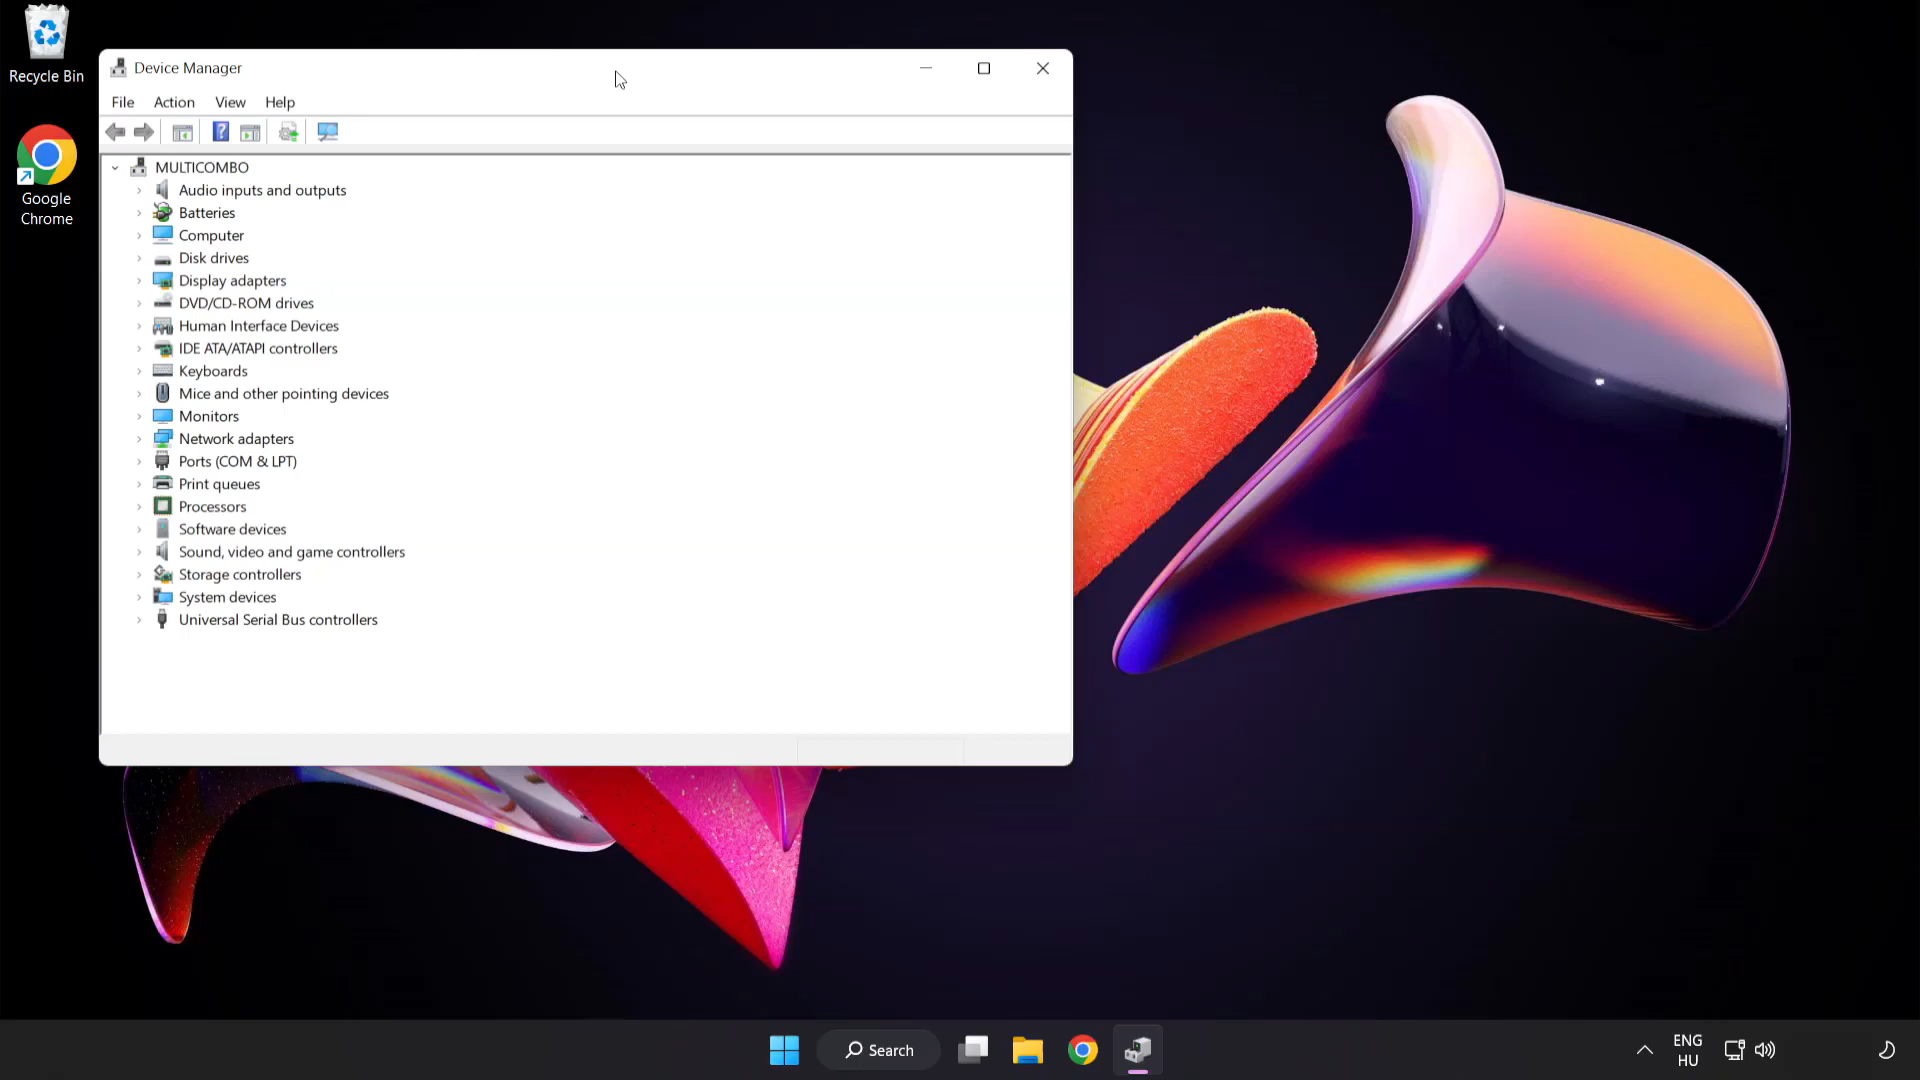 Recycle Bin
Google
Chrome
Device Manager
File Action View Help
MULTICOMBO
Audio inputs and outputs
Batteries
Computer
Disk drives
Display adapters
DVD/CD-ROM drives
Human Interface Devices
IDE ATA/ATAPI controllers
Keyboards
Mice and other pointing devices
Monitors
Network adapters
Ports (COM & LPT)
Print queues
Processors
Software devices
Sound, video and game controllers
Storage controllers
System devices
Universal Serial Bus controllers
Search
ENG
HU